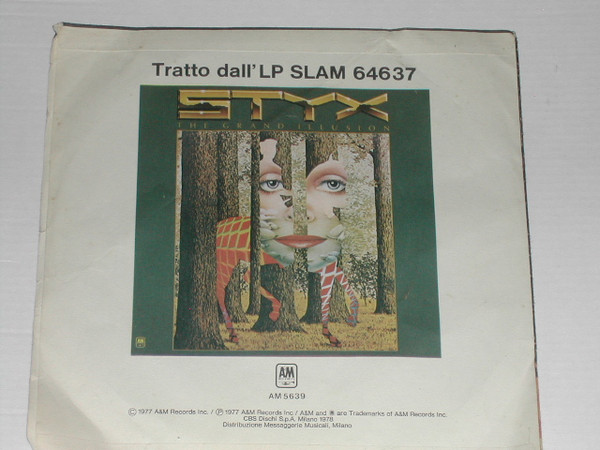 Tratto dall' LP SLAM 64637
STYX
THE GRAND ILLUSION
A&M
A&M
AM 5639
© 1977 A&M Records Inc. / ℗ 1977 A&M Records Inc / A&M and ® are Trademarks of A&M Records Inc.
CBS Dischi S.p.A. Milano 1978
Distribuzione Messaggerie Musicali, Milano